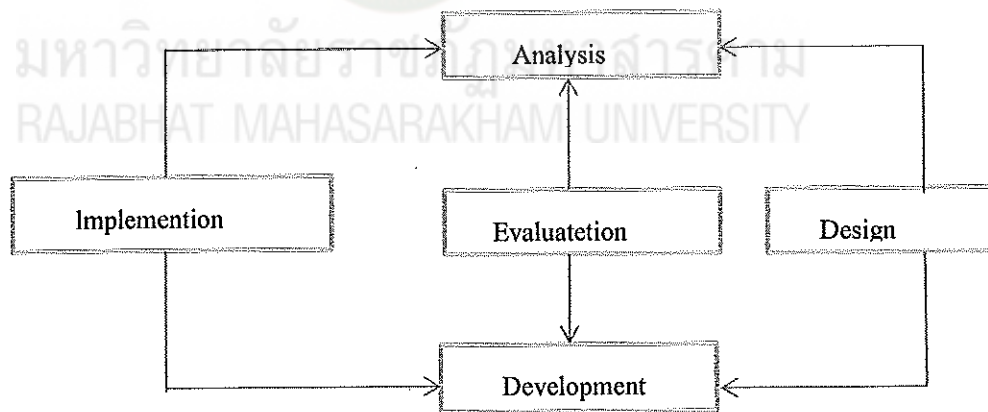 Analysis
มหาวิทยาลัยราชภัฏมหาสารคาม
RAJABHAT MAHASARAKHAM UNIVERSITY
Implemention
Evaluatetion
Design
Development